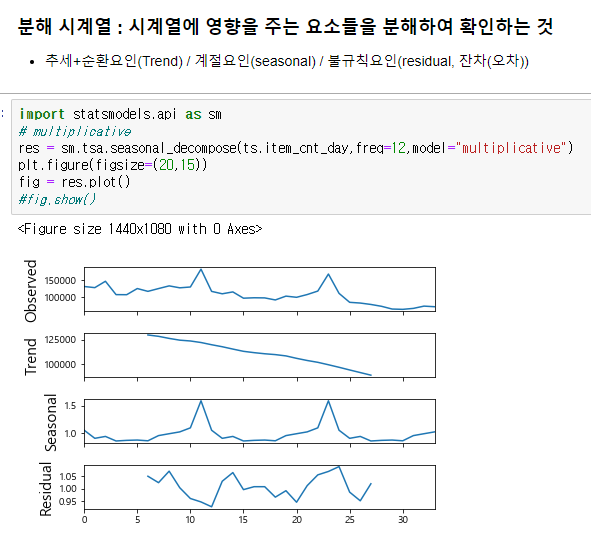 분해 시계열 : 시계열에 영향을 주는 요소들을 분해하여 확인하는 것
• 추세+순환요인(Trend) / 계절요인(seasonal) / 불규칙요인(residual, 잔차(오차))
:
import statsmodels.api as sm
# multiplicative
res = sm.tsa.seasonal_decompose(ts.item_cnt_day,freq=12,model="multiplicative")
plt.figure(figsize=(20,15))
fig = res.plot()
#fig.show()
<Figure size 1440x1080 with 0 Axes>
Observed
150000
100000
Trend
125000
100000
Seasonal
1.5
1.0
Residual
1.05
1.00
0.95
0 5 10 15 20 25 30